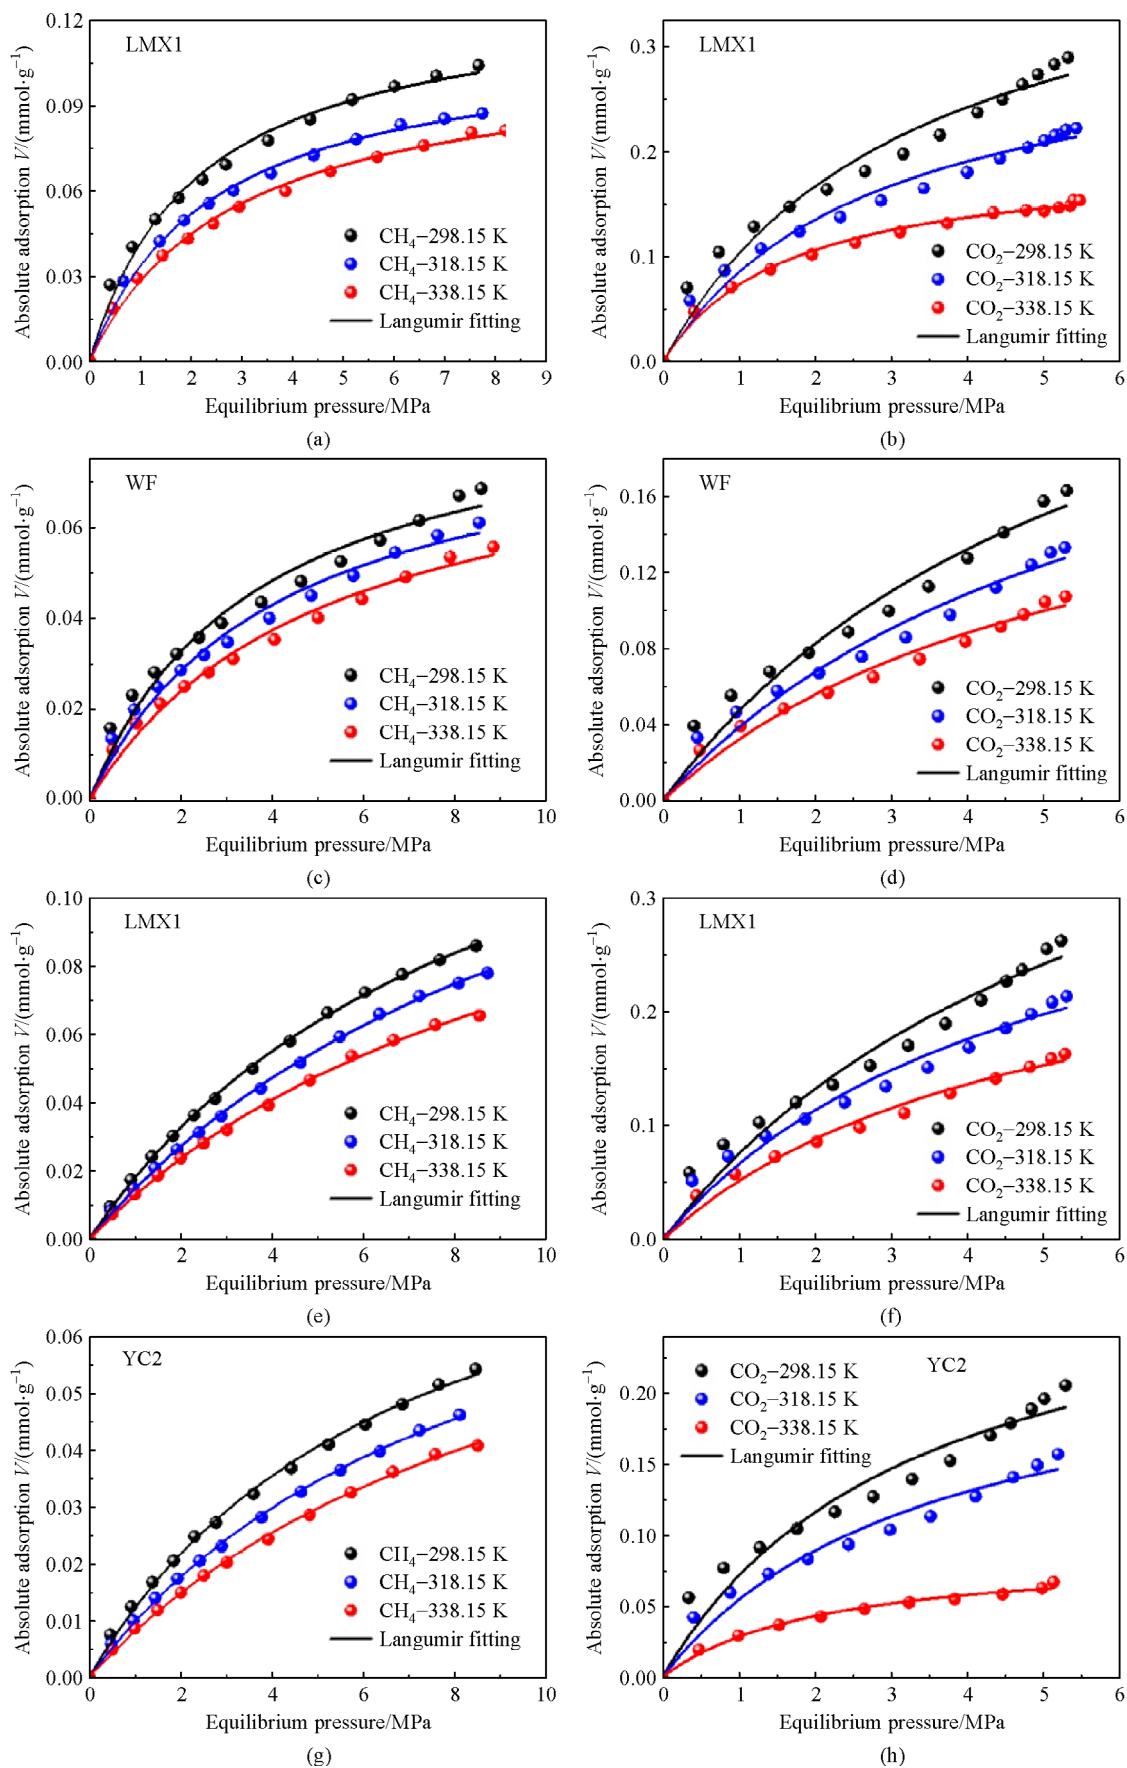 LMX1
Absolute adsorption V/(mmol·g⁻¹)
0.12
0.09
0.06
0.03
0.00
CH₄−298.15 K
CH₄−318.15 K
CH₄−338.15 K
Langumir fitting
0 1 2 3 4 5 6 7 8 9
Equilibrium pressure/MPa
(a)
LMX1
Absolute adsorption V/(mmol·g⁻¹)
0.3
0.2
0.1
0.0
CO₂−298.15 K
CO₂−318.15 K
CO₂−338.15 K
Langumir fitting
0 1 2 3 4 5 6
Equilibrium pressure/MPa
(b)
WF
Absolute adsorption V/(mmol·g⁻¹)
0.06
0.04
0.02
0.00
CH₄−298.15 K
CH₄−318.15 K
CH₄−338.15 K
Langumir fitting
0 2 4 6 8 10
Equilibrium pressure/MPa
(c)
WF
Absolute adsorption V/(mmol·g⁻¹)
0.16
0.12
0.08
0.04
0.00
CO₂−298.15 K
CO₂−318.15 K
CO₂−338.15 K
Langumir fitting
0 1 2 3 4 5 6
Equilibrium pressure/MPa
(d)
LMX1
Absolute adsorption V/(mmol·g⁻¹)
0.10
0.08
0.06
0.04
0.02
0.00
CH₄−298.15 K
CH₄−318.15 K
CH₄−338.15 K
Langumir fitting
0 2 4 6 8 10
Equilibrium pressure/MPa
(e)
LMX1
Absolute adsorption V/(mmol·g⁻¹)
0.3
0.2
0.1
0.0
CO₂−298.15 K
CO₂−318.15 K
CO₂−338.15 K
Langumir fitting
0 1 2 3 4 5 6
Equilibrium pressure/MPa
(f)
YC2
Absolute adsorption V/(mmol·g⁻¹)
0.06
0.05
0.04
0.03
0.02
0.01
0.00
CH₄−298.15 K
CH₄−318.15 K
CH₄−338.15 K
Langumir fitting
0 2 4 6 8 10
Equilibrium pressure/MPa
(g)
YC2
Absolute adsorption V/(mmol·g⁻¹)
0.20
0.15
0.10
0.05
0.00
CO₂−298.15 K
CO₂−318.15 K
CO₂−338.15 K
Langumir fitting
0 1 2 3 4 5 6
Equilibrium pressure/MPa
(h)